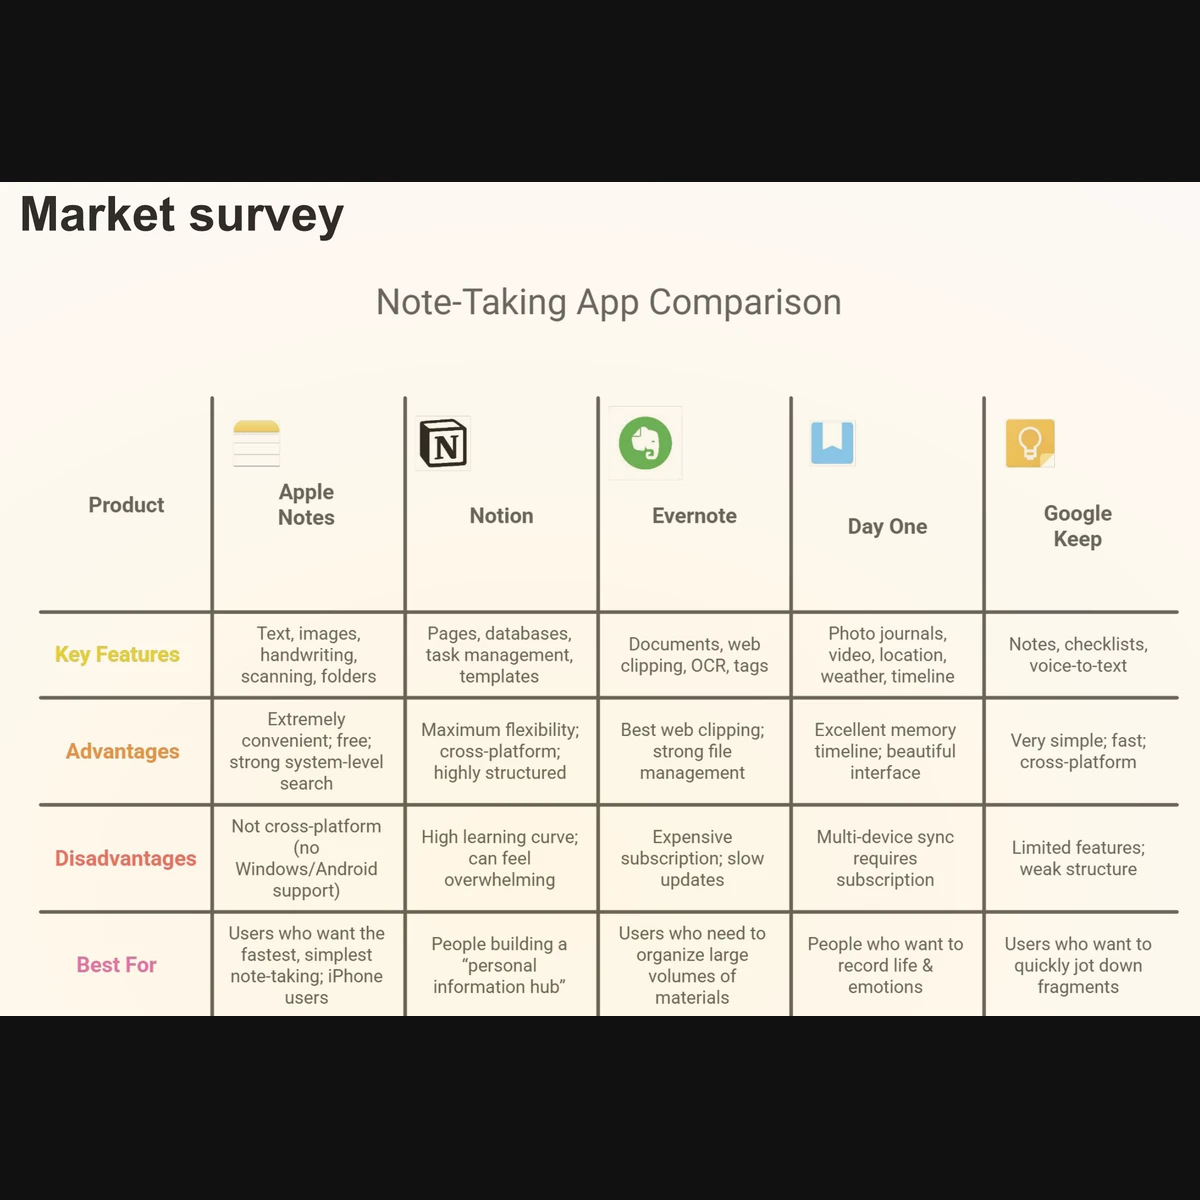 Market survey
Note-Taking App Comparison
Product
Apple
Notes
N
Notion
Evernote
Day One
Google
Keep
Key Features
Text, images,
handwriting,
scanning, folders
Pages, databases,
task management,
templates
Documents, web
clipping, OCR, tags
Photo journals,
video, location,
weather, timeline
Notes, checklists,
voice-to-text
Advantages
Extremely
convenient; free;
strong system-level
search
Maximum flexibility;
cross-platform;
highly structured
Best web clipping;
strong file
management
Excellent memory
timeline; beautiful
interface
Very simple; fast;
cross-platform
Disadvantages
Not cross-platform
(no
Windows/Android
support)
High learning curve;
can feel
overwhelming
Expensive
subscription; slow
updates
Multi-device sync
requires
subscription
Limited features;
weak structure
Best For
Users who want the
fastest, simplest
note-taking; iPhone
users
People building a
“personal
information hub”
Users who need to
organize large
volumes of
materials
People who want to
record life &
emotions
Users who want to
quickly jot down
fragments